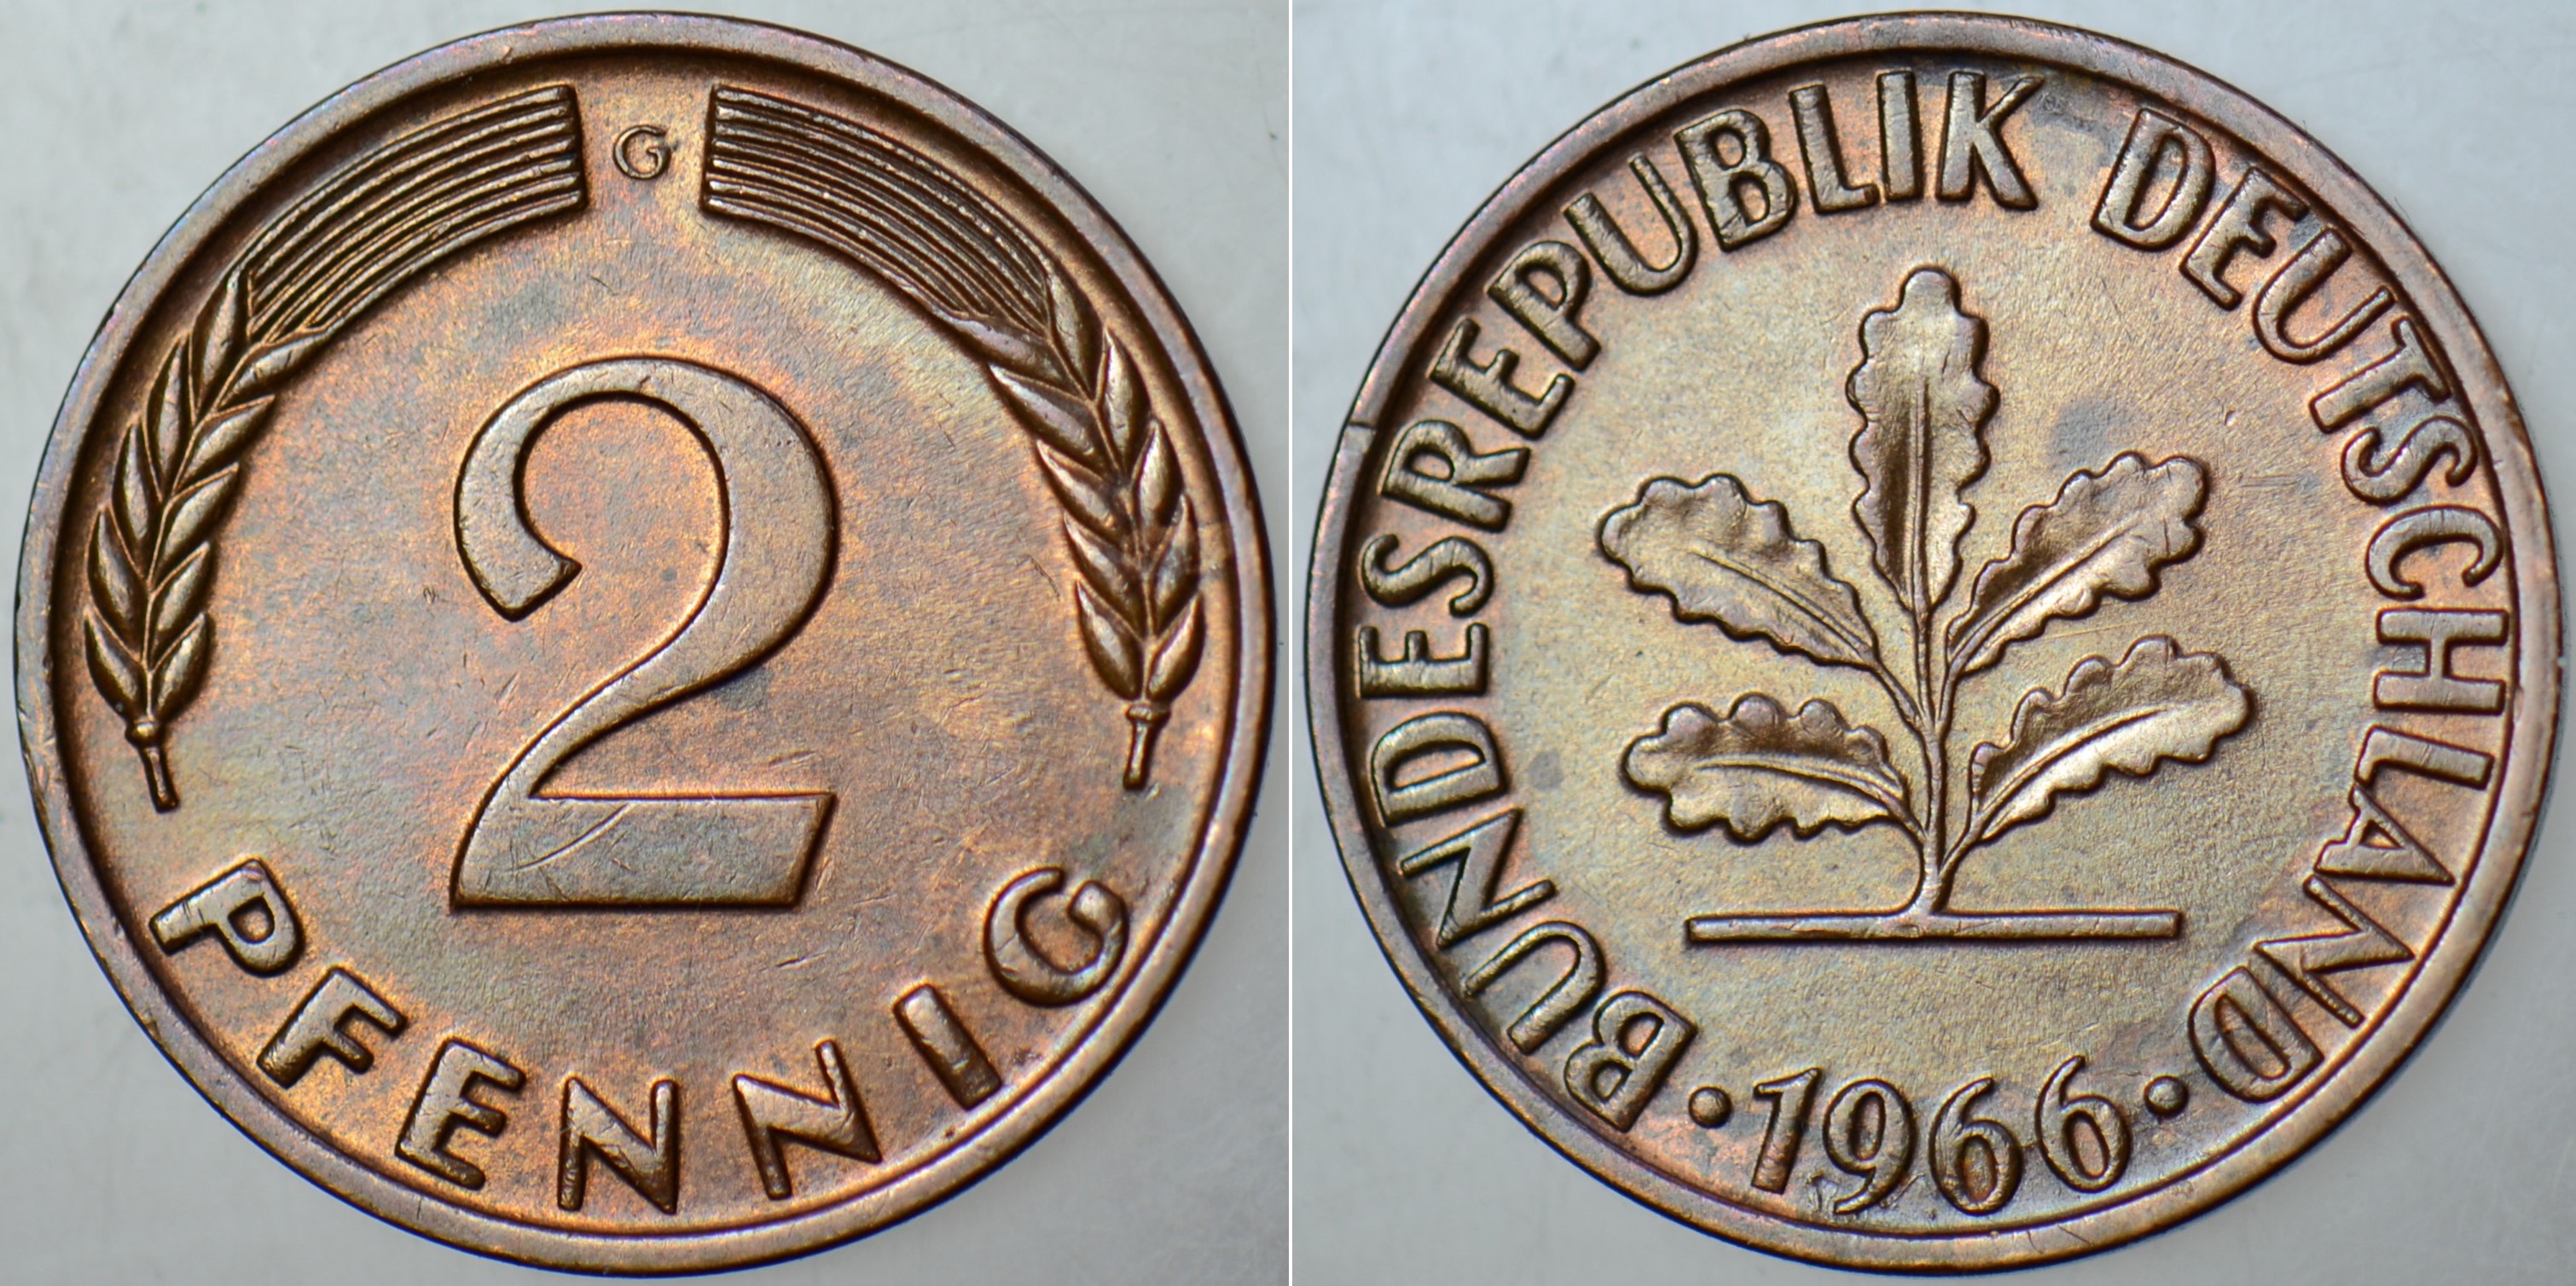 G
2
PFENNIG
BUNDESREPUBLIK DEUTSCHLAND
· 1966 ·